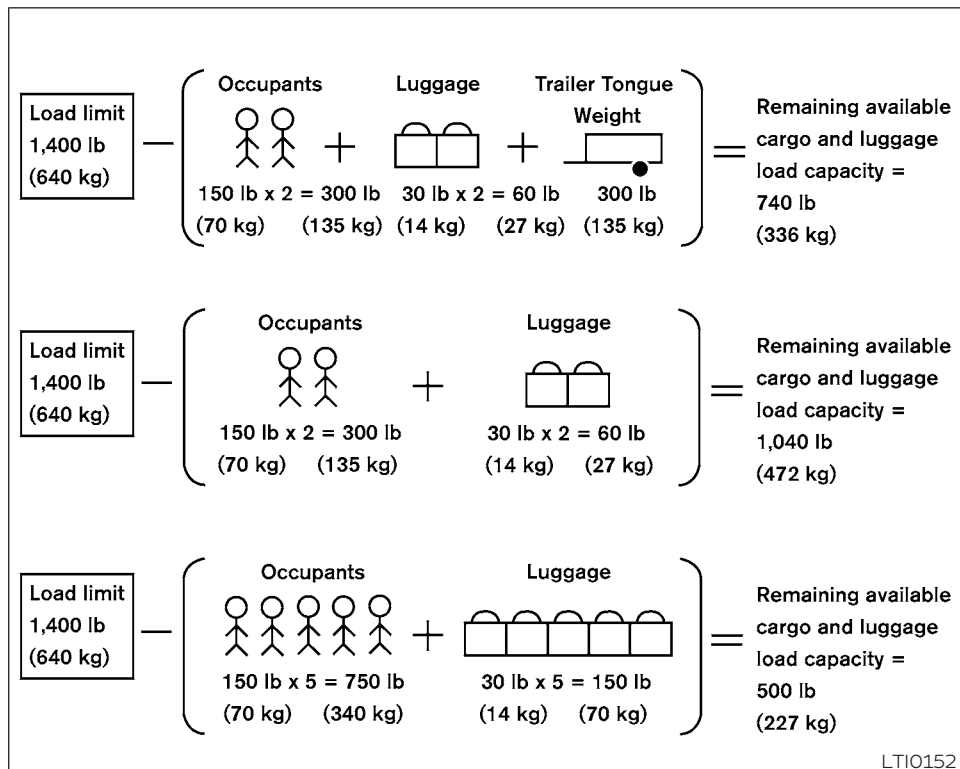 Occupants
Luggage
Trailer Tongue
Weight
Load limit
1,400 lb
(640 kg)
150 lb x 2 = 300 lb
(70 kg) (135 kg)
30 lb x 2 = 60 lb
(14 kg) (27 kg)
300 lb
(135 kg)
Remaining available
cargo and luggage
load capacity =
740 lb
(336 kg)
Load limit
1,400 lb
(640 kg)
Occupants
150 lb x 2 = 300 lb
(70 kg) (135 kg)
Luggage
30 lb x 2 = 60 lb
(14 kg) (27 kg)
Remaining available
cargo and luggage
load capacity =
1,040 lb
(472 kg)
Load limit
1,400 lb
(640 kg)
Occupants
150 lb x 5 = 750 lb
(70 kg) (340 kg)
Luggage
30 lb x 5 = 150 lb
(14 kg) (70 kg)
Remaining available
cargo and luggage
load capacity =
500 lb
(227 kg)
LTI0152